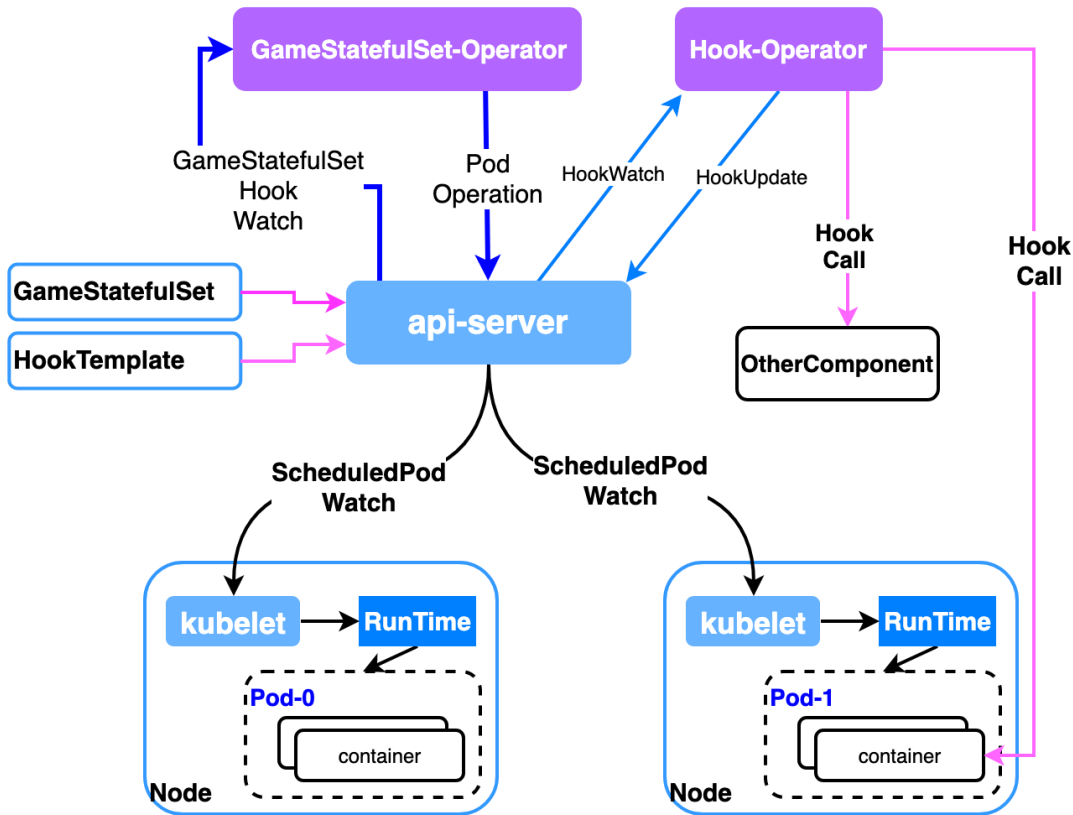 GameStatefulSet-Operator
Hook-Operator
GameStatefulSet
Hook
Watch
Pod
Operation
HookWatch
HookUpdate
Hook
Call
Hook
Call
GameStatefulSet
HookTemplate
api-server
OtherComponent
ScheduledPod
Watch
ScheduledPod
Watch
kubelet
RunTime
Pod-0
container
Node
kubelet
RunTime
Pod-1
container
Node